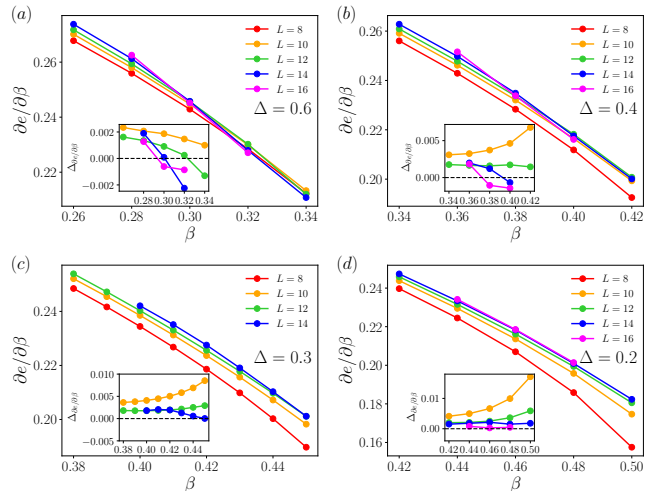 (a)
∂e/∂β
0.26
0.24
0.22
L = 8
L = 10
L = 12
L = 14
L = 16
Δ = 0.6
Δ∂e/∂β
0.002
0.000
−0.002
0.28 0.30 0.32 0.34
0.26 0.28 0.30 0.32 0.34
β
(b)
∂e/∂β
0.26
0.24
0.22
0.20
L = 8
L = 10
L = 12
L = 14
L = 16
Δ = 0.4
Δ∂e/∂β
0.005
0.000
0.34 0.36 0.38 0.40 0.42
0.34 0.36 0.38 0.40 0.42
β
(c)
∂e/∂β
0.24
0.22
0.20
L = 8
L = 10
L = 12
L = 14
Δ = 0.3
Δ∂e/∂β
0.010
0.005
0.000
−0.005
0.38 0.40 0.42 0.44
0.38 0.40 0.42 0.44
β
(d)
∂e/∂β
0.24
0.22
0.20
0.18
0.16
L = 8
L = 10
L = 12
L = 14
L = 16
Δ = 0.2
Δ∂e/∂β
0.01
0.00
0.42 0.44 0.46 0.48 0.50
0.42 0.44 0.46 0.48 0.50
β